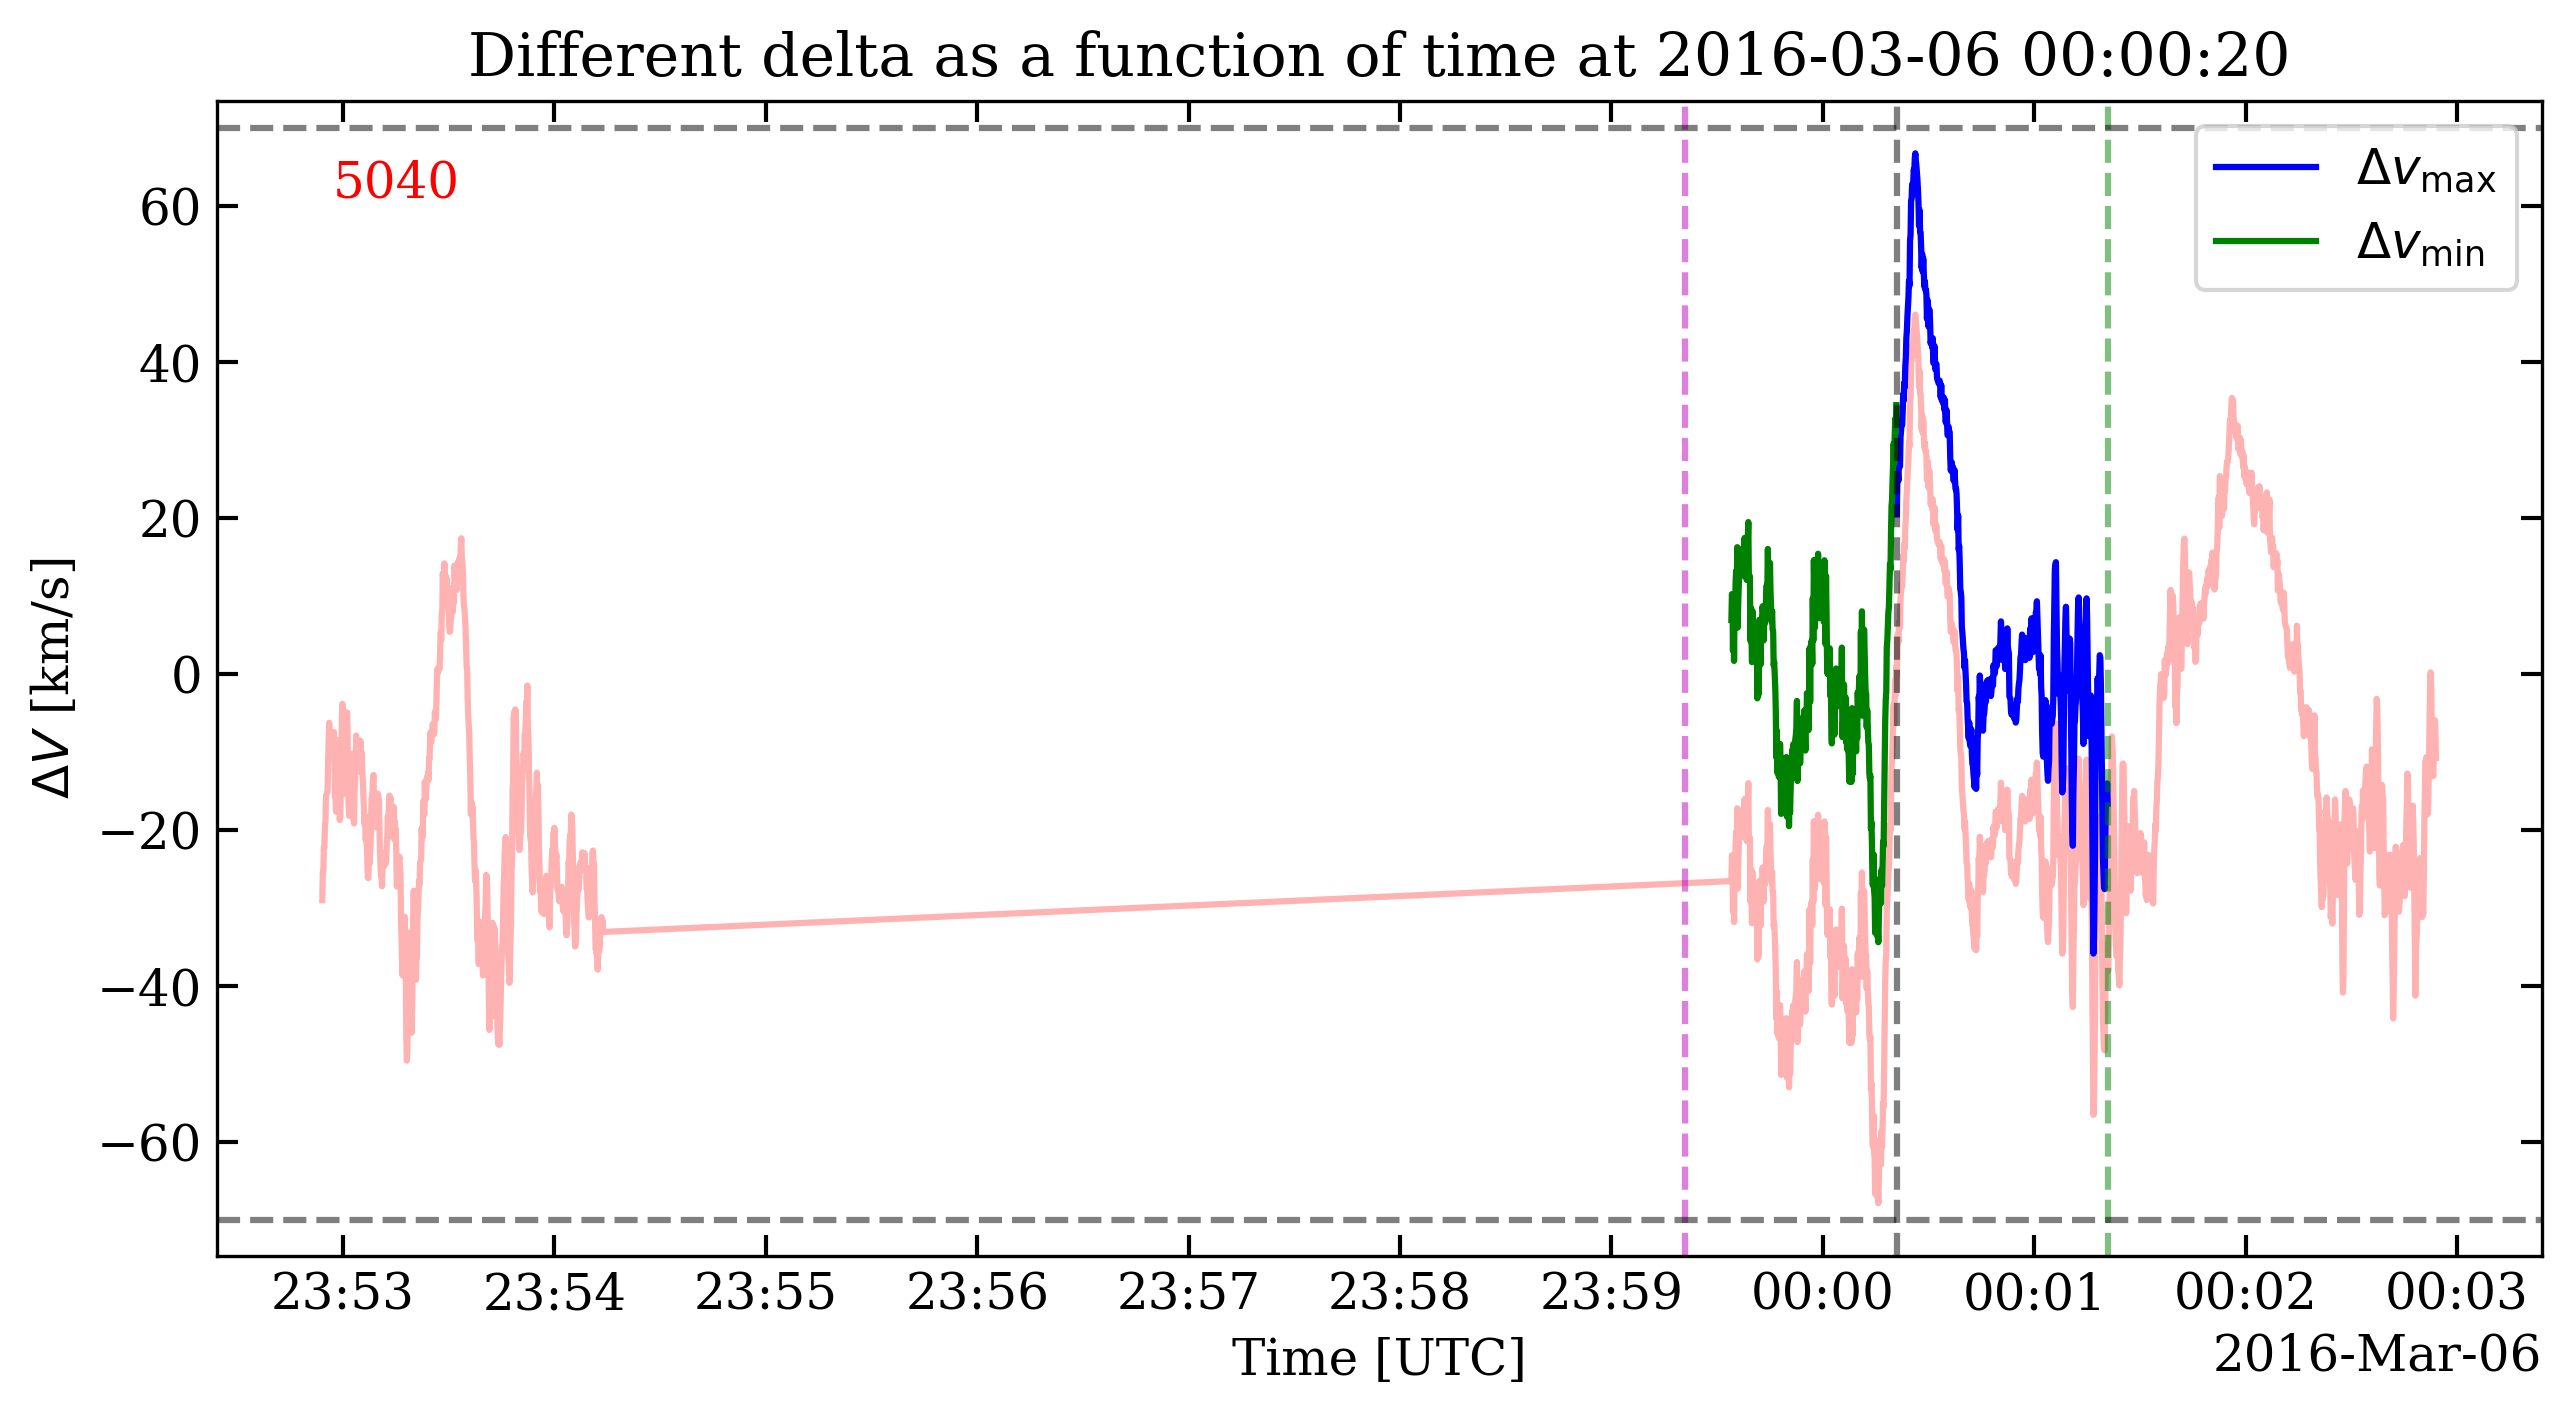 Different delta as a function of time at 2016-03-06 00:00:20
5040
Δv_max
Δv_min
60
40
20
0
−20
−40
−60
ΔV [km/s]
23:53 23:54 23:55 23:56 23:57 23:58 23:59 00:00 00:01 00:02 00:03
Time [UTC]
2016-Mar-06